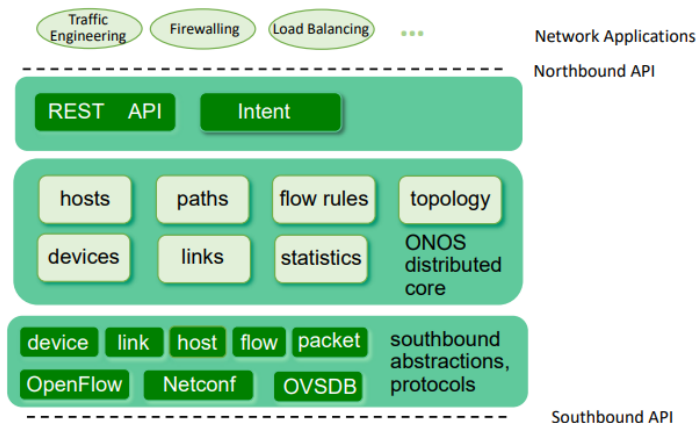 Traffic
Engineering
Firewalling
Load Balancing
...
Network Applications
Northbound API
REST API
Intent
hosts
paths
flow rules
topology
devices
links
statistics
ONOS
distributed
core
device
link
host
flow
packet
southbound
abstractions,
protocols
OpenFlow
Netconf
OVSDB
Southbound API